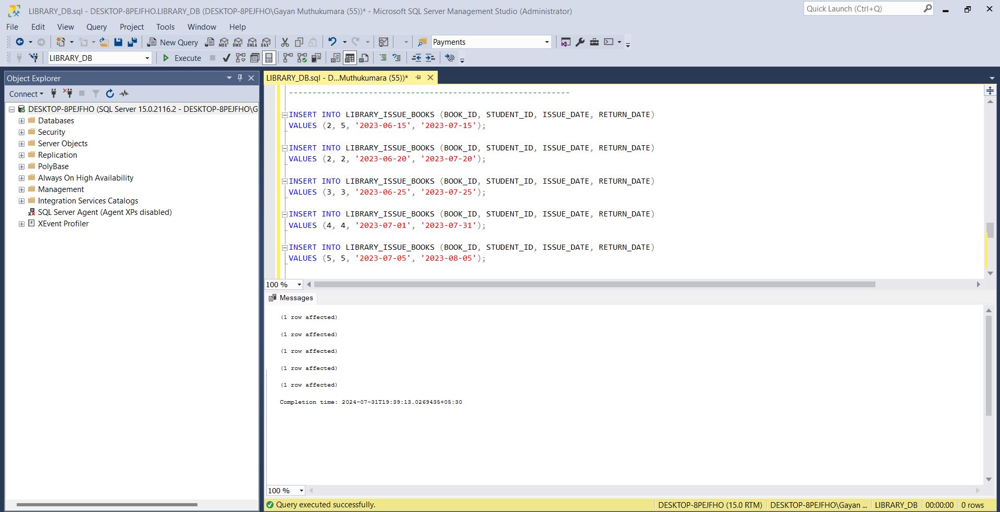 LIBRARY_DB.sql - DESKTOP-8PEJFHO.LIBRARY_DB (DESKTOP-8PEJFHO\Gayan Muthukumara (55))* - Microsoft SQL Server Management Studio (Administrator)
Quick Launch (Ctrl+Q)
File Edit View Query Project Tools Window Help
New Query MDX DMX XMLA DAX Payments
LIBRARY_DB Execute
Object Explorer
Connect
DESKTOP-8PEJFHO (SQL Server 15.0.2116.2 - DESKTOP-8PEJFHO\G
Databases
Security
Server Objects
Replication
PolyBase
Always On High Availability
Management
Integration Services Catalogs
SQL Server Agent (Agent XPs disabled)
XEvent Profiler
LIBRARY_DB.sql - D...Muthukumara (55))*
------------------------------------------------------------
INSERT INTO LIBRARY_ISSUE_BOOKS (BOOK_ID, STUDENT_ID, ISSUE_DATE, RETURN_DATE)
VALUES (2, 5, '2023-06-15', '2023-07-15');
INSERT INTO LIBRARY_ISSUE_BOOKS (BOOK_ID, STUDENT_ID, ISSUE_DATE, RETURN_DATE)
VALUES (2, 2, '2023-06-20', '2023-07-20');
INSERT INTO LIBRARY_ISSUE_BOOKS (BOOK_ID, STUDENT_ID, ISSUE_DATE, RETURN_DATE)
VALUES (3, 3, '2023-06-25', '2023-07-25');
INSERT INTO LIBRARY_ISSUE_BOOKS (BOOK_ID, STUDENT_ID, ISSUE_DATE, RETURN_DATE)
VALUES (4, 4, '2023-07-01', '2023-07-31');
INSERT INTO LIBRARY_ISSUE_BOOKS (BOOK_ID, STUDENT_ID, ISSUE_DATE, RETURN_DATE)
VALUES (5, 5, '2023-07-05', '2023-08-05');
100 %
Messages
(1 row affected)
(1 row affected)
(1 row affected)
(1 row affected)
(1 row affected)
Completion time: 2024-07-31T19:39:13.0269435+05:30
100 %
Query executed successfully.
DESKTOP-8PEJFHO (15.0 RTM) DESKTOP-8PEJFHO\Gayan ... LIBRARY_DB 00:00:00 0 rows